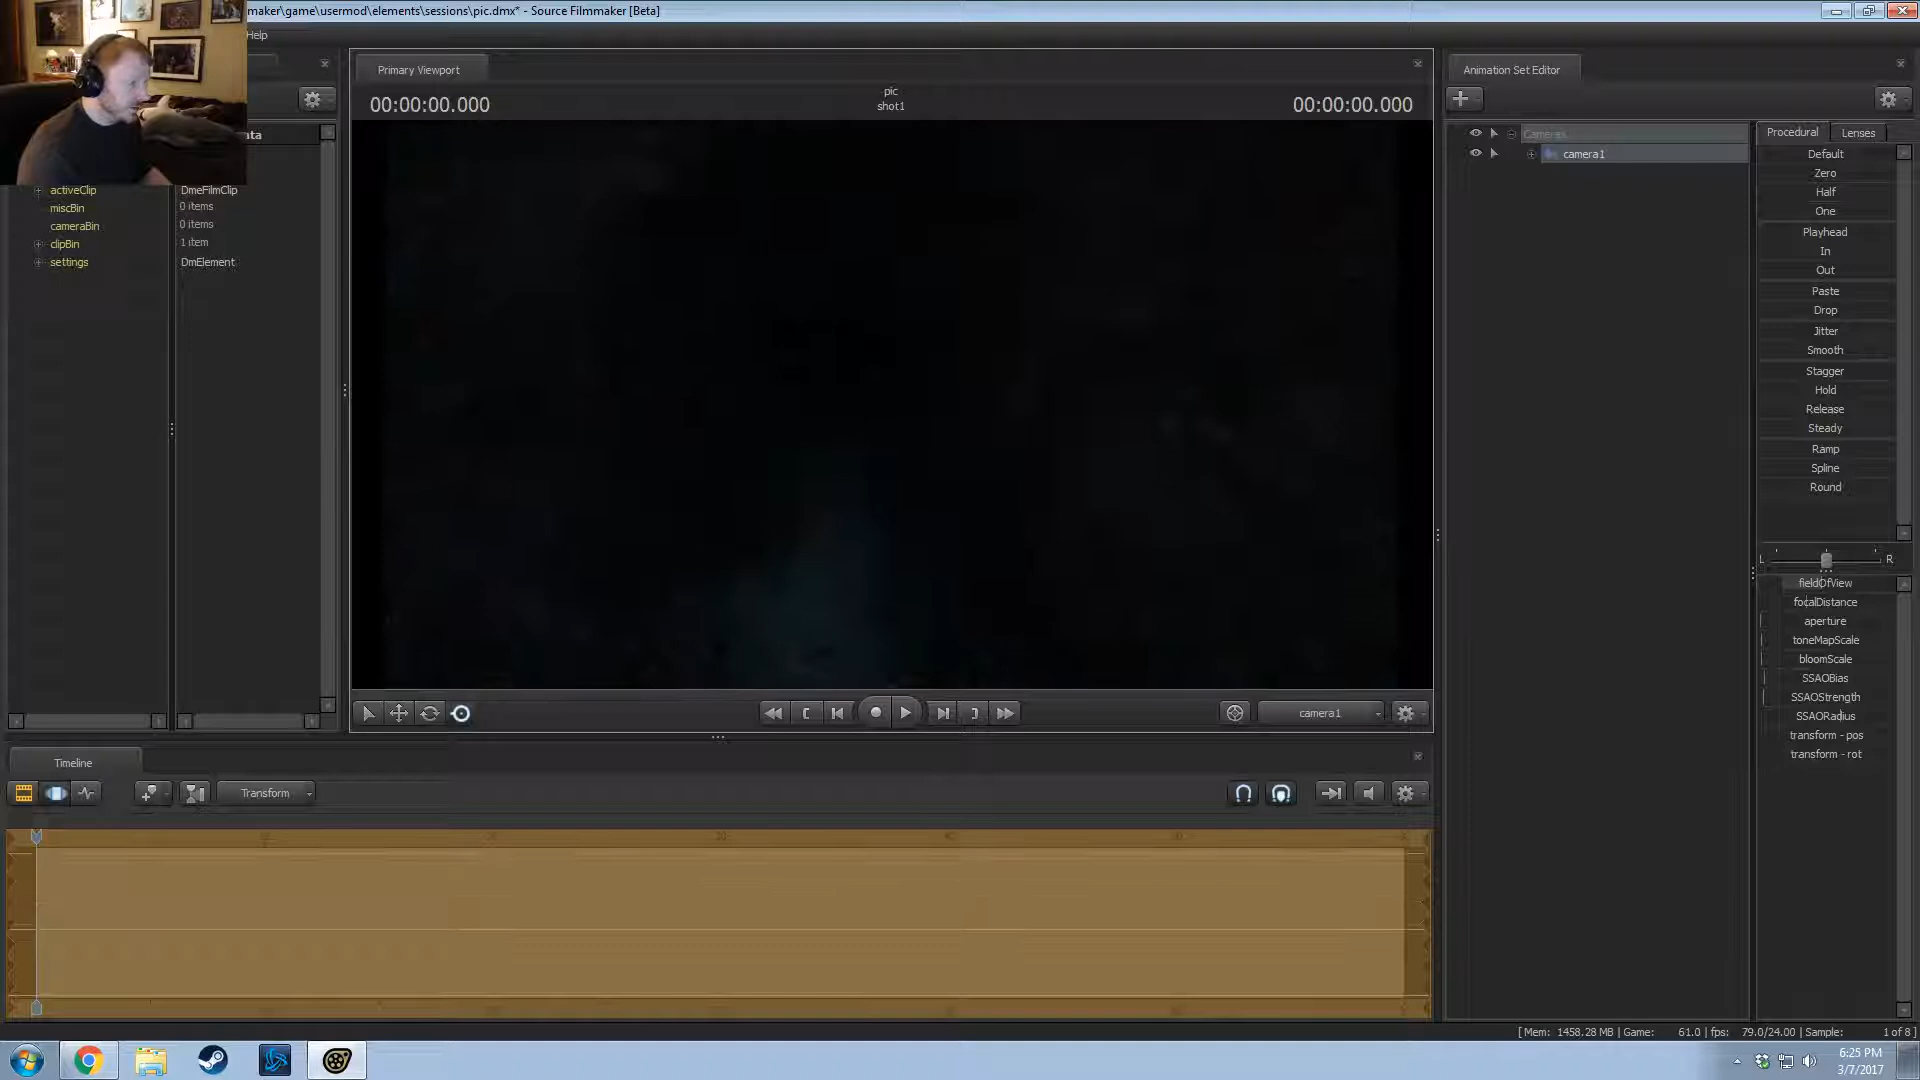 maker\game\usermod\elements\sessions\pic.dmx* - Source Filmmaker [Beta]
Help
Primary Viewport
Animation Set Editor
00:00:00.000
pic
shot1
00:00:00.000
ata
Cameras
camera1
Procedural
Lenses
Default
Zero
Half
One
Playhead
In
Out
Paste
Drop
Jitter
Smooth
Stagger
Hold
Release
Steady
Ramp
Spline
Round
activeClip
DmeFilmClip
miscBin
0 items
cameraBin
0 items
clipBin
1 item
settings
DmElement
L
R
fieldOfView
focalDistance
aperture
toneMapScale
bloomScale
SSAOBias
SSAOStrength
SSAORadius
transform - pos
transform - rot
camera1
Timeline
Transform
[ Mem: 1458.28 MB | Game: 61.0 | fps: 79.0/24.00 | Sample: 1 of 8 ]
6:25 PM
3/7/2017